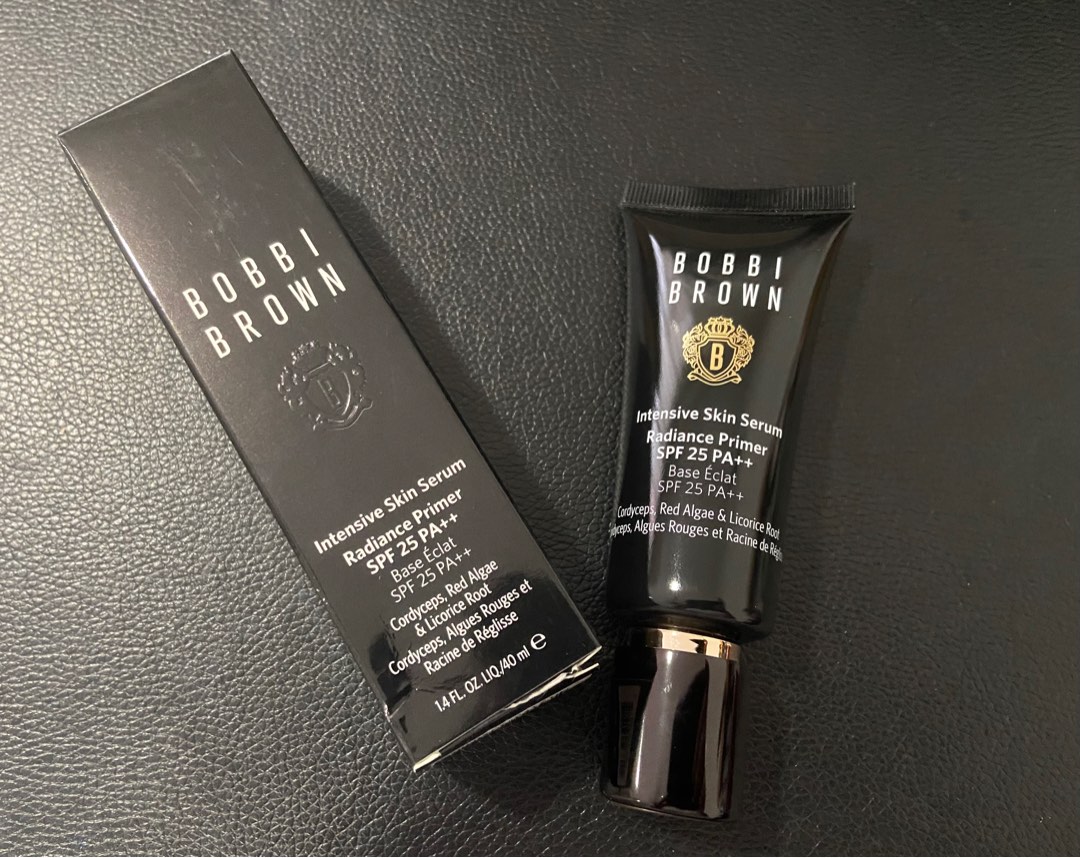 BOBBI
BROWN
B
Intensive Skin Serum
Radiance Primer
SPF 25 PA++
Base Éclat
SPF 25 PA++
Cordyceps, Red Algae
& Licorice Root
Cordyceps, Algues Rouges et
Racine de Réglisse
1.4 FL. OZ. LIQ./40 ml ℮
BOBBI
BROWN
B
Intensive Skin Serum
Radiance Primer
SPF 25 PA++
Base Éclat
SPF 25 PA++
Cordyceps, Red Algae & Licorice Root
Algues Rouges et Racine de